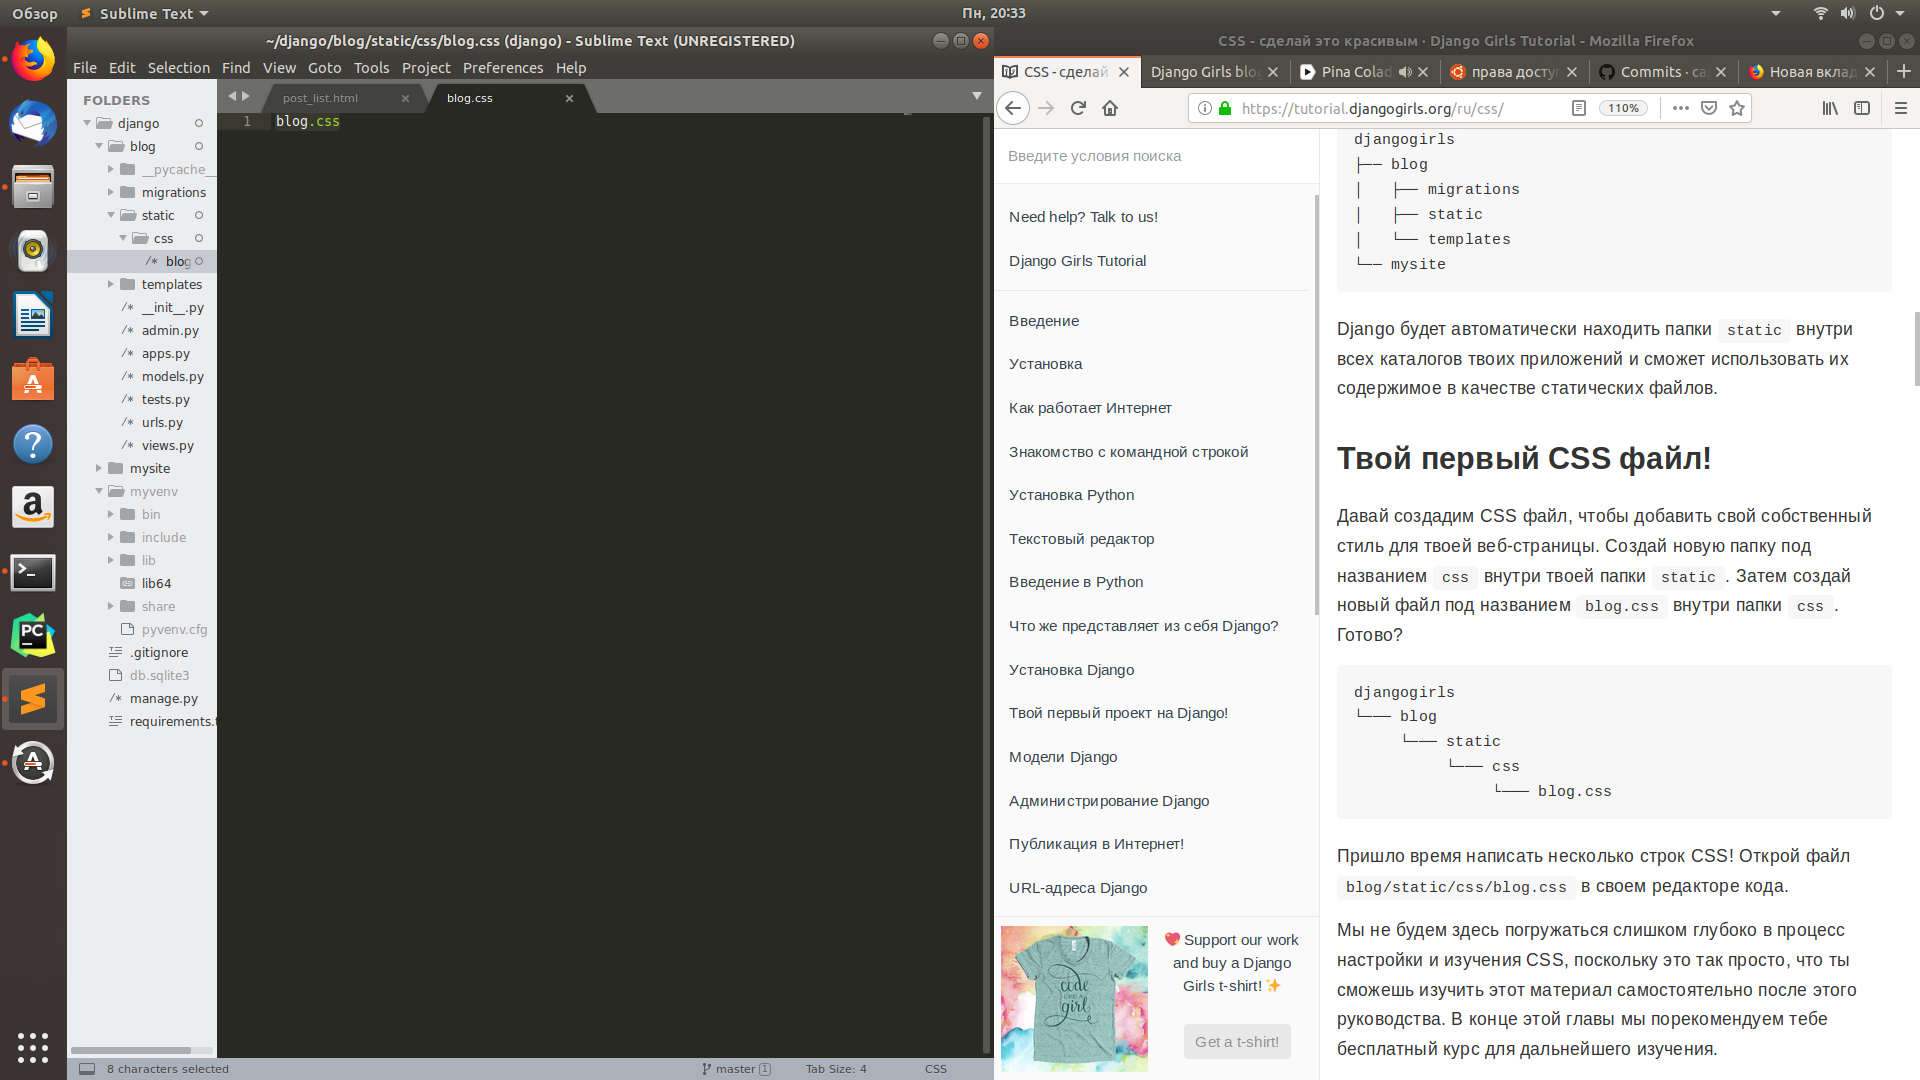 Обзор
Sublime Text
Пн, 20:33
~/django/blog/static/css/blog.css (django) - Sublime Text (UNREGISTERED)
File Edit Selection Find View Goto Tools Project Preferences Help
FOLDERS
django
blog
__pycache__
migrations
static
css
blog
templates
__init__.py
admin.py
apps.py
models.py
tests.py
urls.py
views.py
mysite
myvenv
bin
include
lib
lib64
share
pyvenv.cfg
.gitignore
db.sqlite3
manage.py
requirements.t
post_list.html
blog.css
1 blog.css
8 characters selected
master 1
Tab Size: 4
CSS
CSS - сделай это красивым · Django Girls Tutorial - Mozilla Firefox
CSS - сделай
Django Girls blo
Pina Colad
права досту
Commits · ca
Новая вклад
https://tutorial.djangogirls.org/ru/css/
110%
Введите условия поиска
Need help? Talk to us!
Django Girls Tutorial
Введение
Установка
Как работает Интернет
Знакомство с командной строкой
Установка Python
Текстовый редактор
Введение в Python
Что же представляет из себя Django?
Установка Django
Твой первый проект на Django!
Модели Django
Администрирование Django
Публикация в Интернет!
URL-адреса Django
code
like a
girl
💖 Support our work
and buy a Django
Girls t-shirt! ✨
Get a t-shirt!
djangogirls
├── blog
│   ├── migrations
│   ├── static
│   └── templates
└── mysite
Django будет автоматически находить папки static внутри
всех каталогов твоих приложений и сможет использовать их
содержимое в качестве статических файлов.
Твой первый CSS файл!
Давай создадим CSS файл, чтобы добавить свой собственный
стиль для твоей веб-страницы. Создай новую папку под
названием css внутри твоей папки static . Затем создай
новый файл под названием blog.css внутри папки css .
Готово?
djangogirls
└─── blog
     └─── static
          └─── css
               └─── blog.css
Пришло время написать несколько строк CSS! Открой файл
blog/static/css/blog.css в своем редакторе кода.
Мы не будем здесь погружаться слишком глубоко в процесс
настройки и изучения CSS, поскольку это так просто, что ты
сможешь изучить этот материал самостоятельно после этого
руководства. В конце этой главы мы порекомендуем тебе
бесплатный курс для дальнейшего изучения.